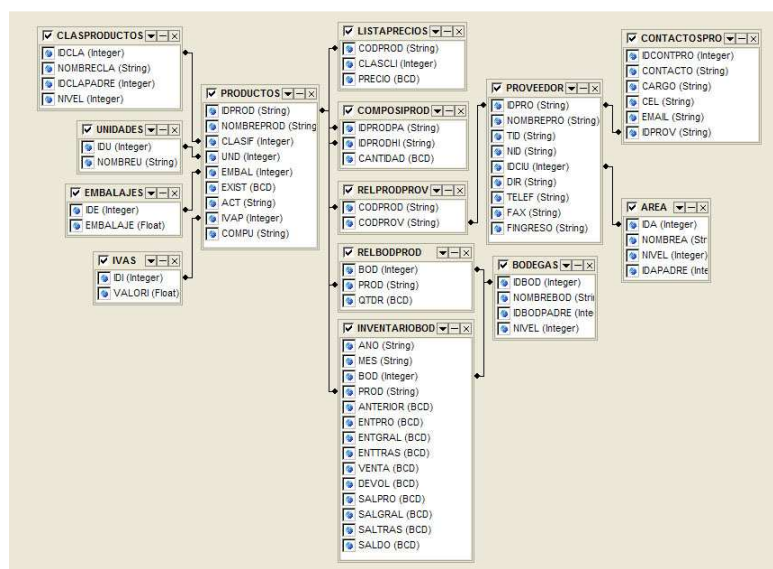 CLASPRODUCTOS
IDCLA (Integer)
NOMBRECLA (String)
IDCLAPADRE (Integer)
NIVEL (Integer)
UNIDADES
IDU (Integer)
NOMBREU (String)
EMBALAJES
IDE (Integer)
EMBALAJE (Float)
IVAS
IDI (Integer)
VALORI (Float)
PRODUCTOS
IDPROD (String)
NOMBREPROD (String
CLASIF (Integer)
UND (Integer)
EMBAL (Integer)
EXIST (BCD)
ACT (String)
IVAP (Integer)
COMPU (String)
LISTAPRECIOS
CODPROD (String)
CLASCLI (Integer)
PRECIO (BCD)
COMPOSIPROD
IDPRODPA (String)
IDPRODHI (String)
CANTIDAD (BCD)
RELPRODPROV
CODPROD (String)
CODPROV (String)
RELBODPROD
BOD (Integer)
PROD (String)
QTDR (BCD)
INVENTARIOBOD
ANO (String)
MES (String)
BOD (Integer)
PROD (String)
ANTERIOR (BCD)
ENTPRO (BCD)
ENTGRAL (BCD)
ENTTRAS (BCD)
VENTA (BCD)
DEVOL (BCD)
SALPRO (BCD)
SALGRAL (BCD)
SALTRAS (BCD)
SALDO (BCD)
PROVEEDOR
IDPRO (String)
NOMBREPRO (String)
TID (String)
NID (String)
IDCIU (Integer)
DIR (String)
TELEF (String)
FAX (String)
FINGRESO (String)
BODEGAS
IDBOD (Integer)
NOMBREBOD (Stri
IDBODPADRE (Inte
NIVEL (Integer)
CONTACTOSPRO
IDCONTPRO (Integer)
CONTACTO (String)
CARGO (String)
CEL (String)
EMAIL (String)
IDPROV (String)
AREA
IDA (Integer)
NOMBREA (Str
NIVEL (Integer)
IDAPADRE (Inte